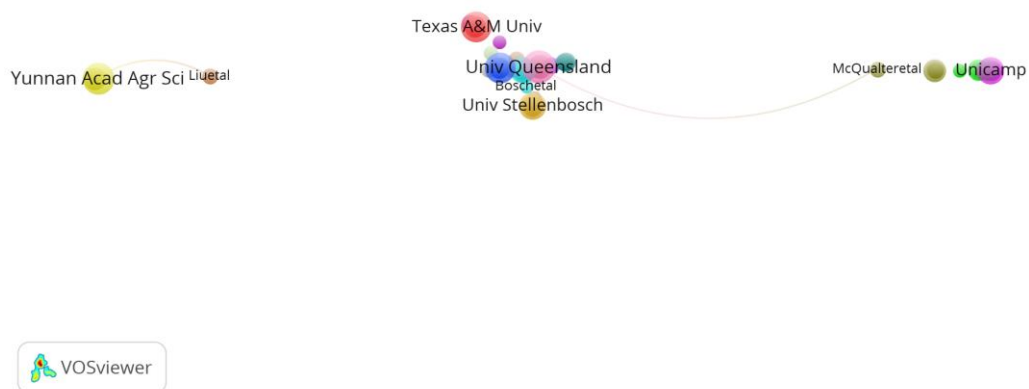 Texas A&M Univ
Yunnan Acad Agr Sci
Liuetal
Univ Queensland
McQualteretal
Unicamp
Boschetal
Univ Stellenbosch
VOSviewer